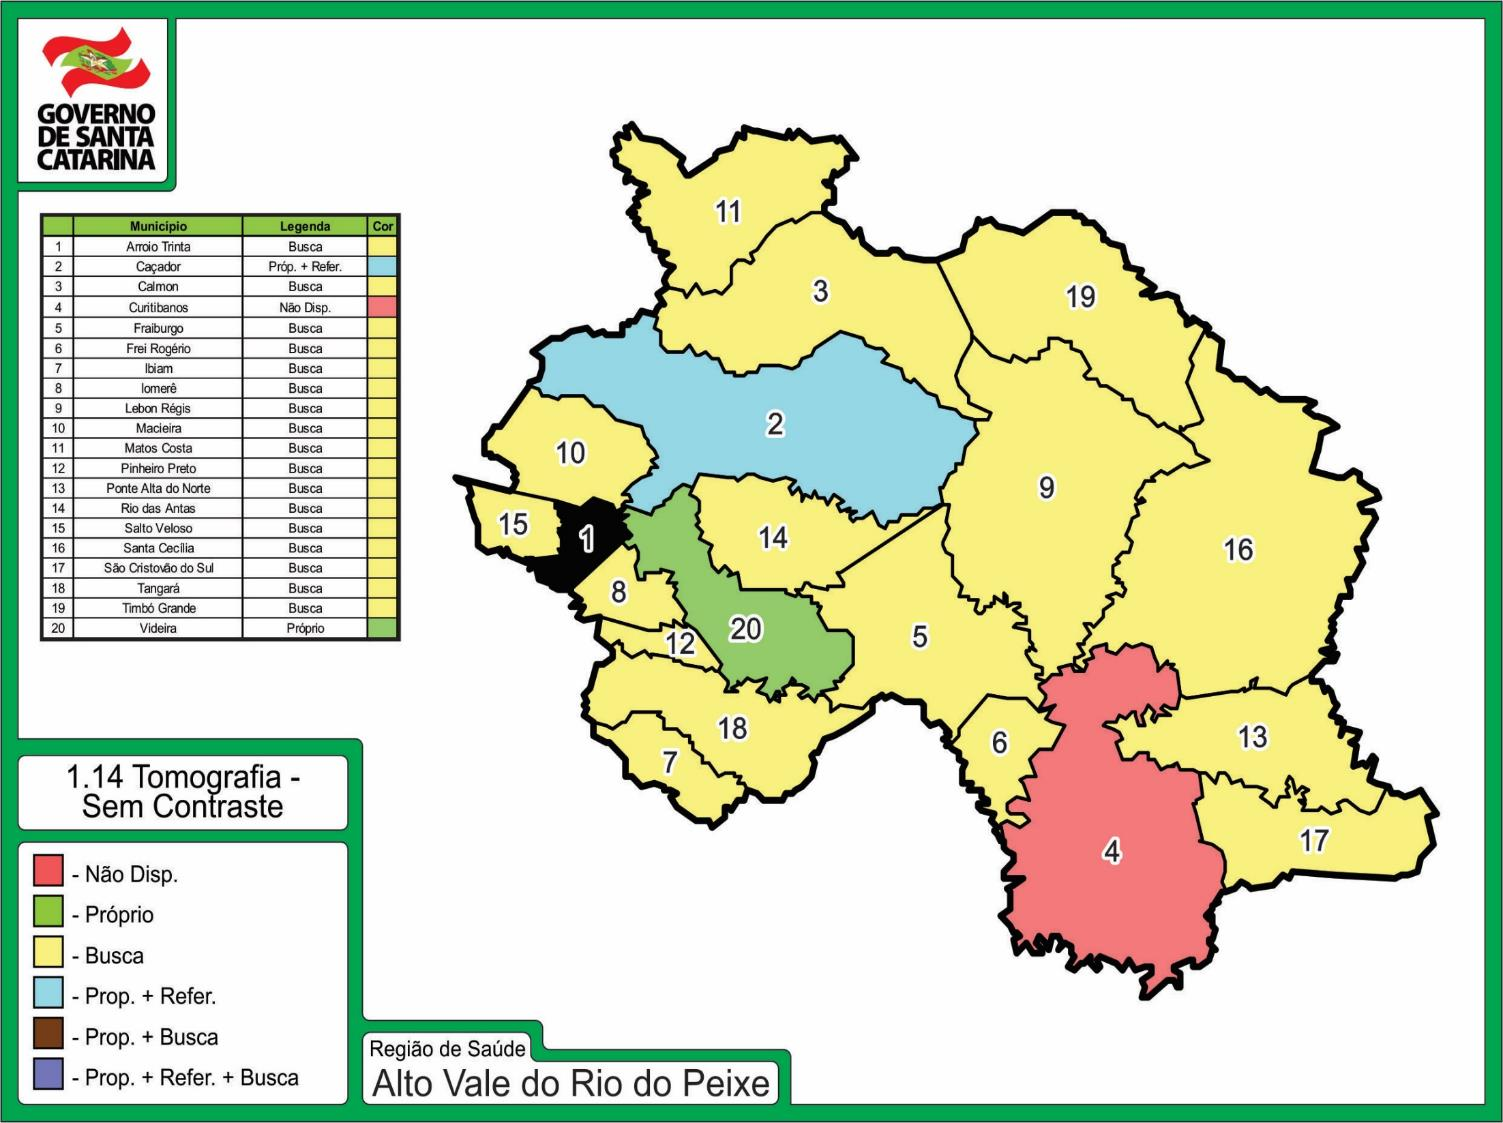 GOVERNO
DE SANTA
CATARINA
Município Legenda Cor
1 Arroio Trinta Busca
2 Caçador Próp. + Refer.
3 Calmon Busca
4 Curitibanos Não Disp.
5 Fraiburgo Busca
6 Frei Rogério Busca
7 Ibiam Busca
8 Iomerê Busca
9 Lebon Régis Busca
10 Macieira Busca
11 Matos Costa Busca
12 Pinheiro Preto Busca
13 Ponte Alta do Norte Busca
14 Rio das Antas Busca
15 Salto Veloso Busca
16 Santa Cecília Busca
17 São Cristovão do Sul Busca
18 Tangará Busca
19 Timbó Grande Busca
20 Videira Próprio
11
3
19
2
10
9
15
1
14
16
8
20
12
5
18
6
13
7
17
4
1.14 Tomografia -
Sem Contraste
- Não Disp.
- Próprio
- Busca
- Prop. + Refer.
- Prop. + Busca
- Prop. + Refer. + Busca
Região de Saúde
Alto Vale do Rio do Peixe